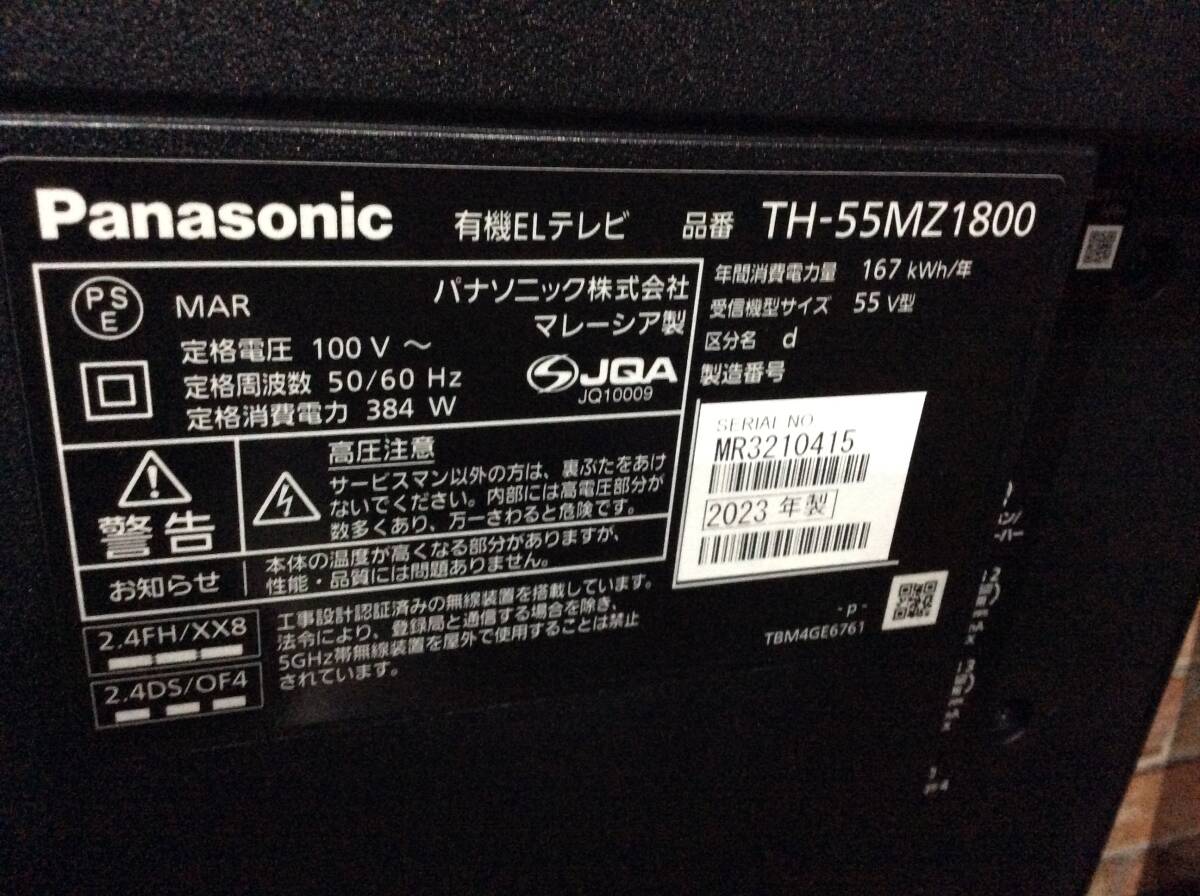 Panasonic 有機ELテレビ 品番 TH-55MZ1800
PS
E
MAR
パナソニック株式会社
マレーシア製
定格電圧 100 V ～
定格周波数 50/60 Hz
定格消費電力 384 W
JQA
JQ10009
年間消費電力量 167 kWh/年
受信機型サイズ 55 V型
区分名 d
製造番号
SERIAL NO
MR3210415
2023 年製
警告
高圧注意
サービスマン以外の方は、裏ぶたをあけ
ないでください。内部には高電圧部分が
数多くあり、万一さわると危険です。
お知らせ
本体の温度が高くなる部分がありますが、
性能・品質には問題ありません。
2.4FH/XX8
2.4DS/OF4
工事設計認証済みの無線装置を搭載しています。
法令により、登録局と通信する場合を除き、
5GHz帯無線装置を屋外で使用することは禁止
されています。
- p -
TBM4GE6761